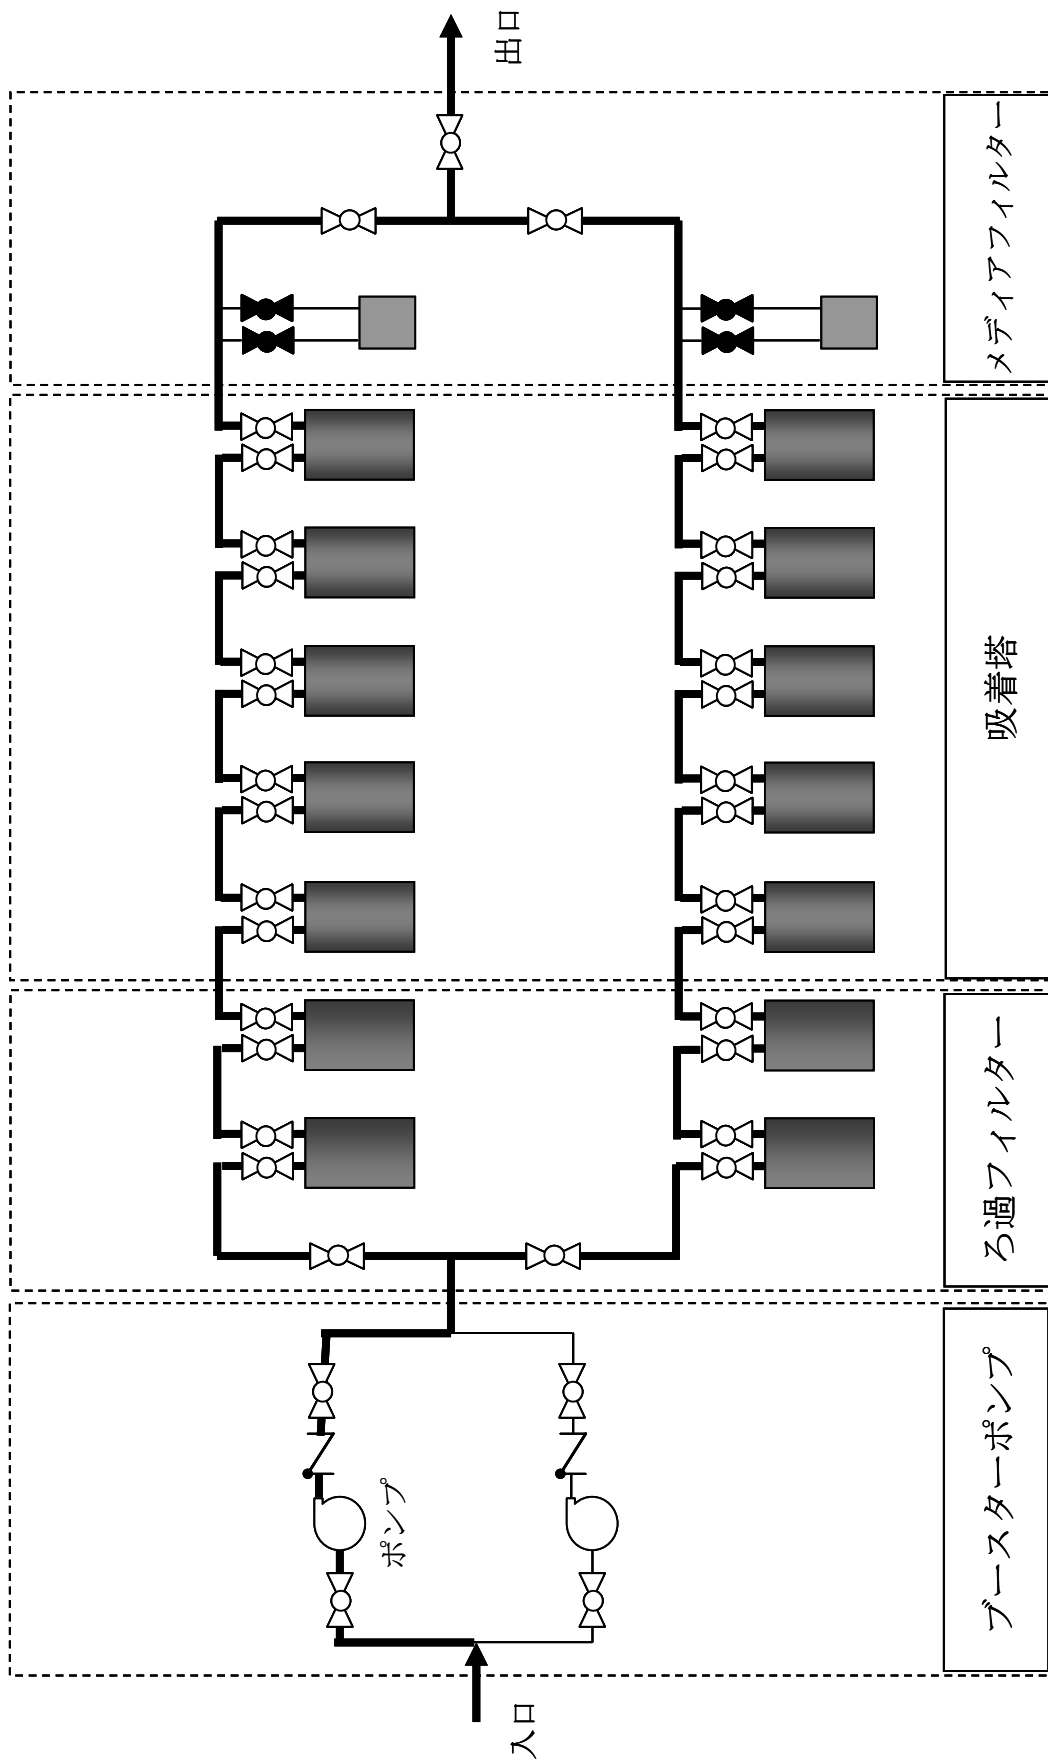 入口
ポンプ
ブースターポンプ
ろ過フィルター
吸着塔
メディアフィルター
出口